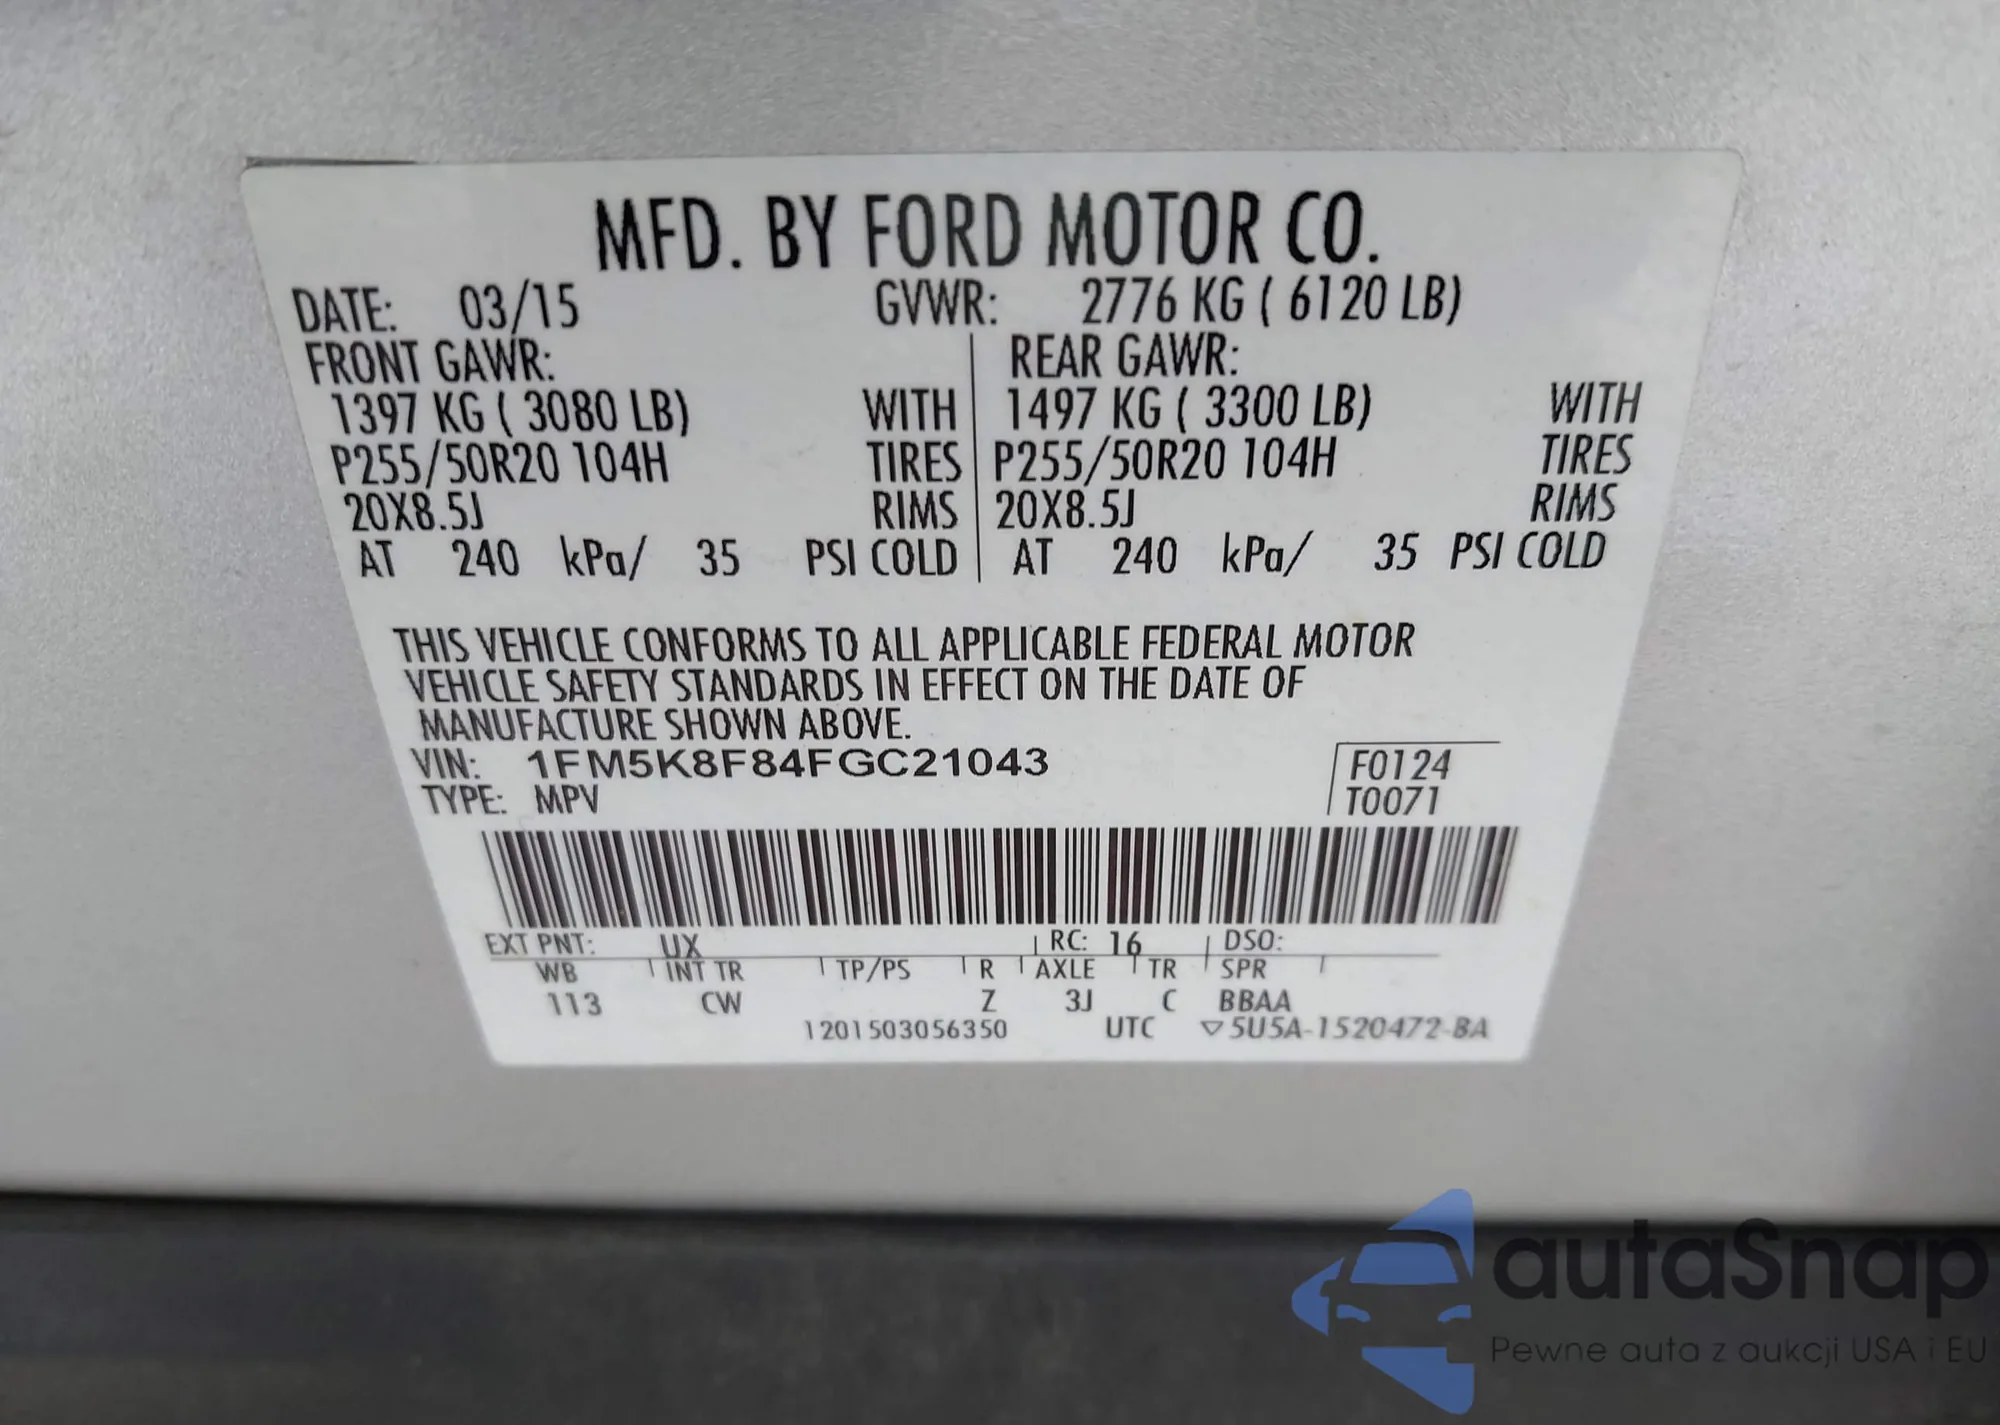 MFD. BY FORD MOTOR CO.
DATE: 03/15 GVWR: 2776 KG ( 6120 LB)
FRONT GAWR: REAR GAWR:
1397 KG ( 3080 LB) WITH 1497 KG ( 3300 LB) WITH
P255/50R20 104H TIRES P255/50R20 104H TIRES
20X8.5J RIMS 20X8.5J RIMS
AT 240 kPa/ 35 PSI COLD AT 240 kPa/ 35 PSI COLD
THIS VEHICLE CONFORMS TO ALL APPLICABLE FEDERAL MOTOR
VEHICLE SAFETY STANDARDS IN EFFECT ON THE DATE OF
MANUFACTURE SHOWN ABOVE.
VIN: 1FM5K8F84FGC21043 F0124
TYPE: MPV T0071
EXT PNT: UX RC: 16 DSO:
WB INT TR TP/PS R AXLE TR SPR
113 CW Z 3J C BBAA
1201503056350 UTC ▽5U5A-1520472-BA
autaSnap
Pewne auta z aukcji USA i EU